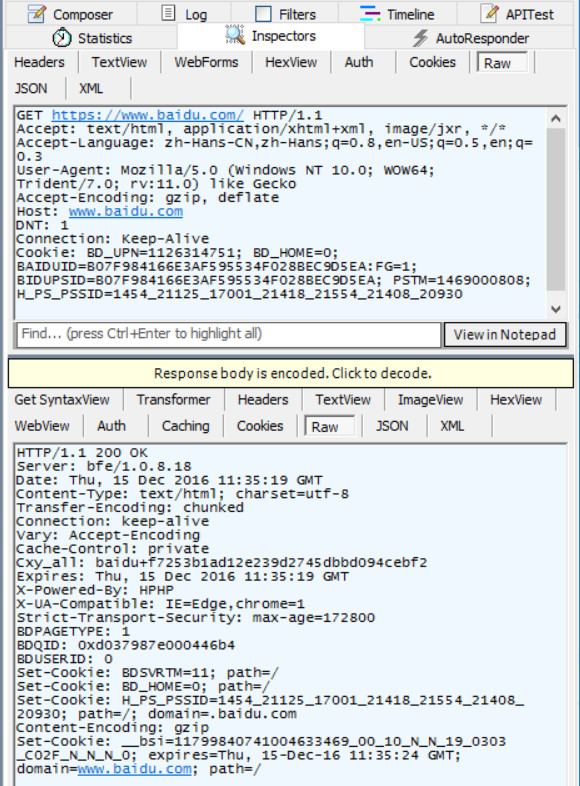 Composer Log Filters Timeline APITest
Statistics Inspectors AutoResponder
Headers TextView WebForms HexView Auth Cookies Raw
JSON XML
GET https://www.baidu.com/ HTTP/1.1
Accept: text/html, application/xhtml+xml, image/jxr, */*
Accept-Language: zh-Hans-CN,zh-Hans;q=0.8,en-US;q=0.5,en;q=
0.3
User-Agent: Mozilla/5.0 (Windows NT 10.0; WOW64;
Trident/7.0; rv:11.0) like Gecko
Accept-Encoding: gzip, deflate
Host: www.baidu.com
DNT: 1
Connection: Keep-Alive
Cookie: BD_UPN=1126314751; BD_HOME=0;
BAIDUID=B07F984166E3AF595534F028BEC9D5EA:FG=1;
BIDUPSID=B07F984166E3AF595534F028BEC9D5EA; PSTM=1469000808;
H_PS_PSSID=1454_21125_17001_21418_21554_21408_20930
Find... (press Ctrl+Enter to highlight all) View in Notepad
Response body is encoded. Click to decode.
Get SyntaxView Transformer Headers TextView ImageView HexView
WebView Auth Caching Cookies Raw JSON XML
HTTP/1.1 200 OK
Server: bfe/1.0.8.18
Date: Thu, 15 Dec 2016 11:35:19 GMT
Content-Type: text/html; charset=utf-8
Transfer-Encoding: chunked
Connection: keep-alive
Vary: Accept-Encoding
Cache-Control: private
Cxy_all: baidu+f7253b1ad12e239d2745dbbd094cebf2
Expires: Thu, 15 Dec 2016 11:35:19 GMT
X-Powered-By: HPHP
X-UA-Compatible: IE=Edge,chrome=1
Strict-Transport-Security: max-age=172800
BDPAGETYPE: 1
BDQID: 0xd037987e000446b4
BDUSERID: 0
Set-Cookie: BDSVRTM=11; path=/
Set-Cookie: BD_HOME=0; path=/
Set-Cookie: H_PS_PSSID=1454_21125_17001_21418_21554_21408_
20930; path=/; domain=.baidu.com
Content-Encoding: gzip
Set-Cookie: __bsi=11799840741004633469_00_10_N_N_19_0303
_C02F_N_N_N_0; expires=Thu, 15-Dec-16 11:35:24 GMT;
domain=www.baidu.com; path=/